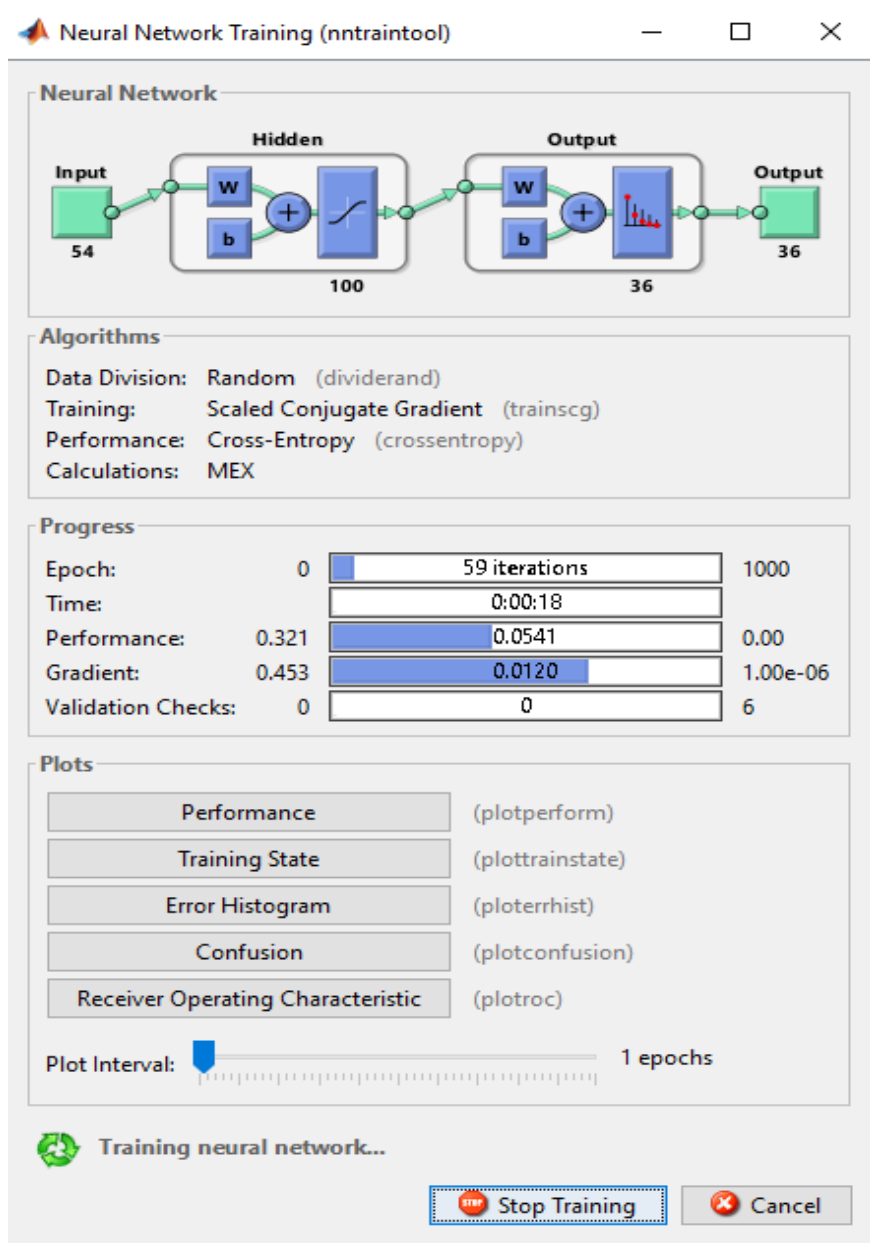 Neural Network Training (nntraintool)
Neural Network
Hidden
Output
Input
Output
W
b
+
W
b
+
54
36
100
36
Algorithms
Data Division: Random (dividerand)
Training: Scaled Conjugate Gradient (trainscg)
Performance: Cross-Entropy (crossentropy)
Calculations: MEX
Progress
Epoch: 0 59 iterations 1000
Time: 0:00:18
Performance: 0.321 0.0541 0.00
Gradient: 0.453 0.0120 1.00e-06
Validation Checks: 0 0 6
Plots
Performance (plotperform)
Training State (plottrainstate)
Error Histogram (ploterrhist)
Confusion (plotconfusion)
Receiver Operating Characteristic (plotroc)
Plot Interval: 1 epochs
Training neural network...
STOP Stop Training Cancel